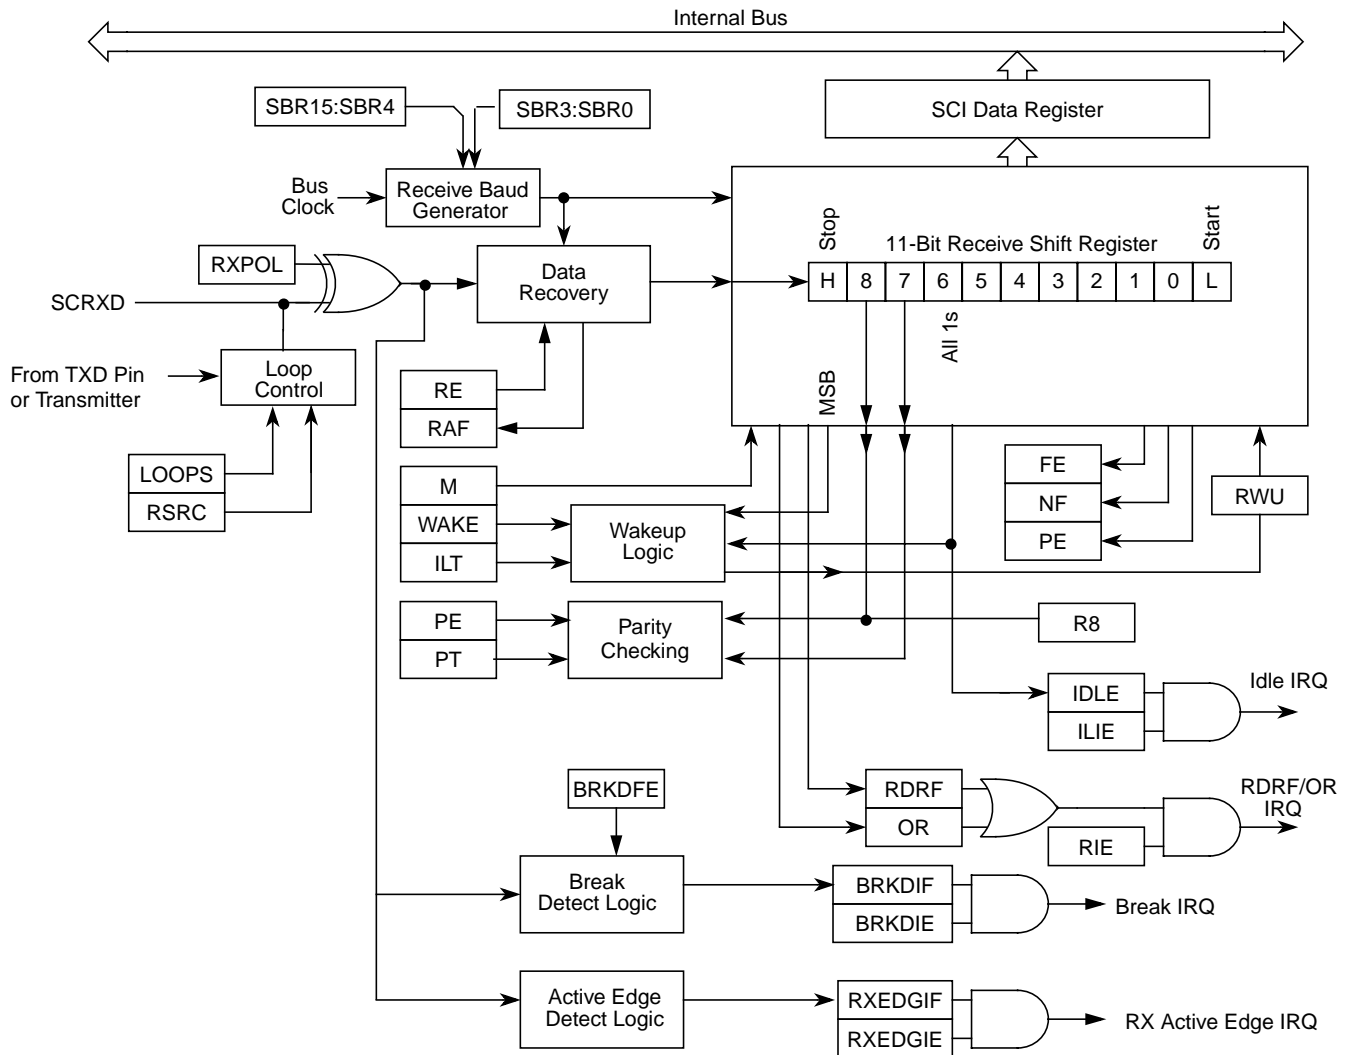 Internal Bus
SBR15:SBR4
SBR3:SBR0
SCI Data Register
Bus
Clock
Receive Baud
Generator
Stop
11-Bit Receive Shift Register
Start
RXPOL
Data
Recovery
H 8 7 6 5 4 3 2 1 0 L
SCRXD
All 1s
MSB
From TXD Pin
or Transmitter
Loop
Control
RE
RAF
LOOPS
RSRC
M
WAKE
ILT
Wakeup
Logic
FE
NF
PE
RWU
PE
PT
Parity
Checking
R8
IDLE
ILIE
Idle IRQ
BRKDFE
RDRF
OR
RIE
RDRF/OR
IRQ
Break
Detect Logic
BRKDIF
BRKDIE
Break IRQ
Active Edge
Detect Logic
RXEDGIF
RXEDGIE
RX Active Edge IRQ